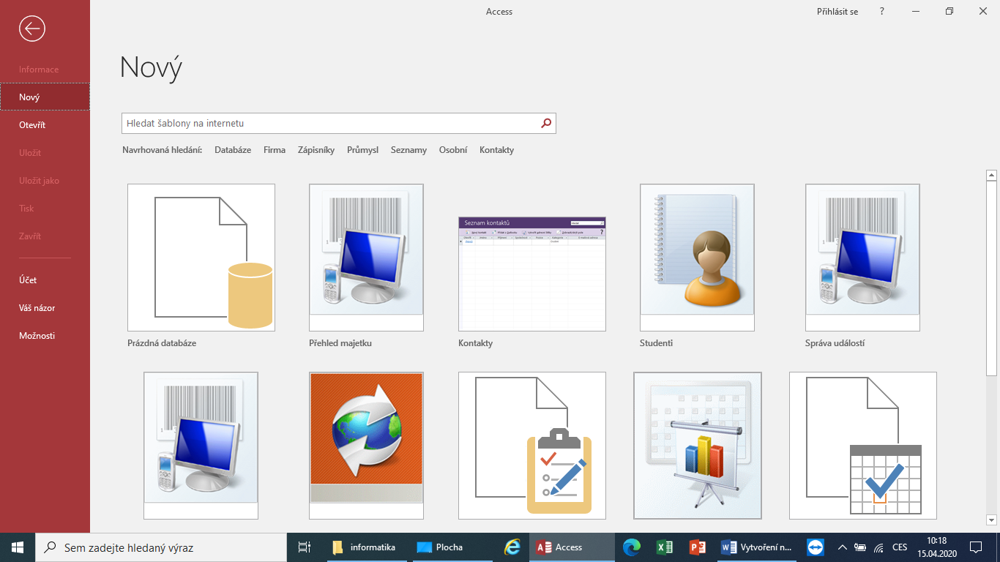 Access
Přihlásit se
?
Informace
Nový
Otevřít
Uložit
Uložit jako
Tisk
Zavřít
Účet
Váš názor
Možnosti
Nový
Hledat šablony na internetu
Navrhovaná hledání: Databáze Firma Zápisníky Průmysl Seznamy Osobní Kontakty
Seznam kontaktů
Prázdná databáze
Přehled majetku
Kontakty
Studenti
Správa událostí
Sem zadejte hledaný výraz
informatika
Plocha
Access
Vytvoření n...
CES
10:18
15.04.2020